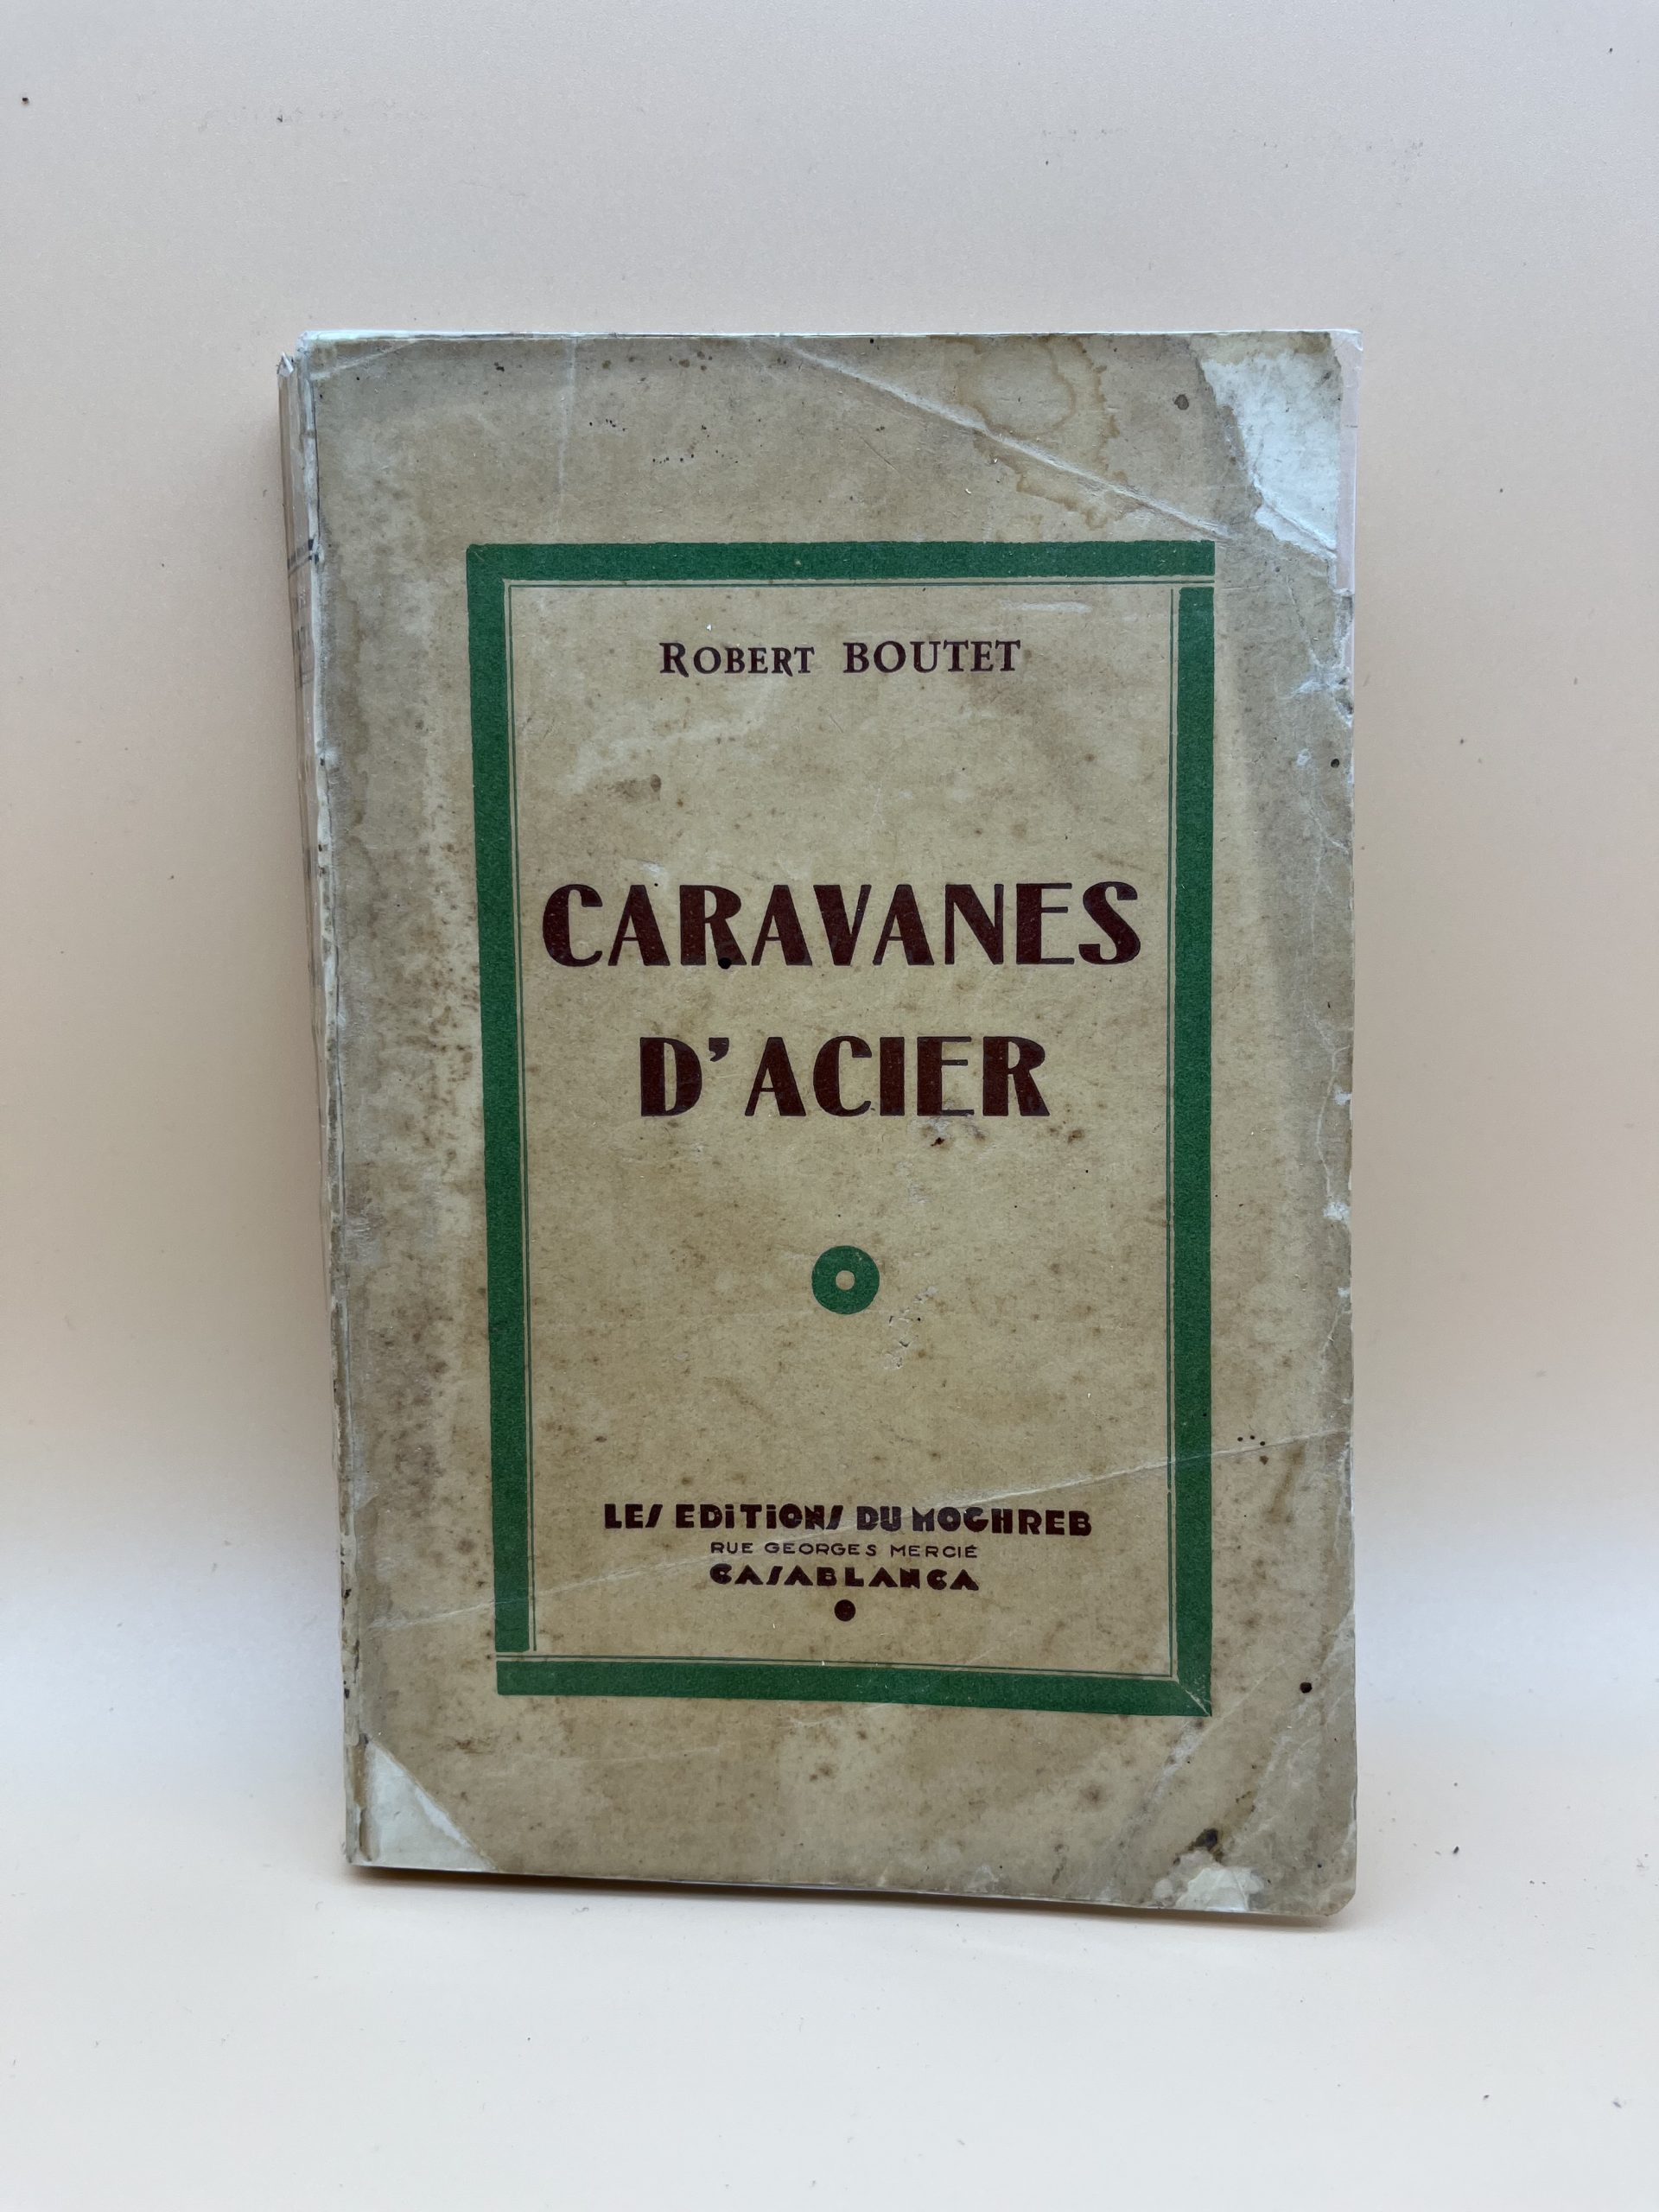 ROBERT BOUTET
CARAVANES
D'ACIER
LES EDITIONS DU MOGHREB
RUE GEORGES MERCIÉ
CASABLANCA